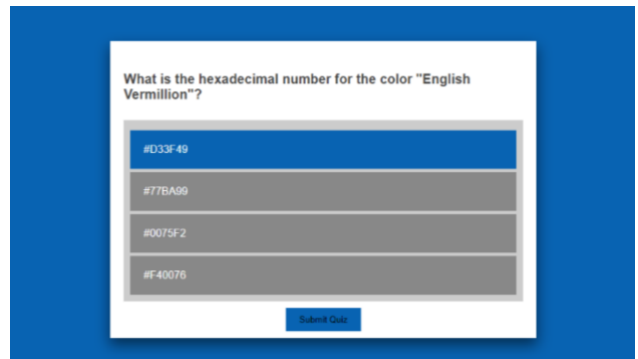 What is the hexadecimal number for the color "English
Vermillion"?
#D33F49
#77BA99
#0075F2
#F40076
Submit Quiz